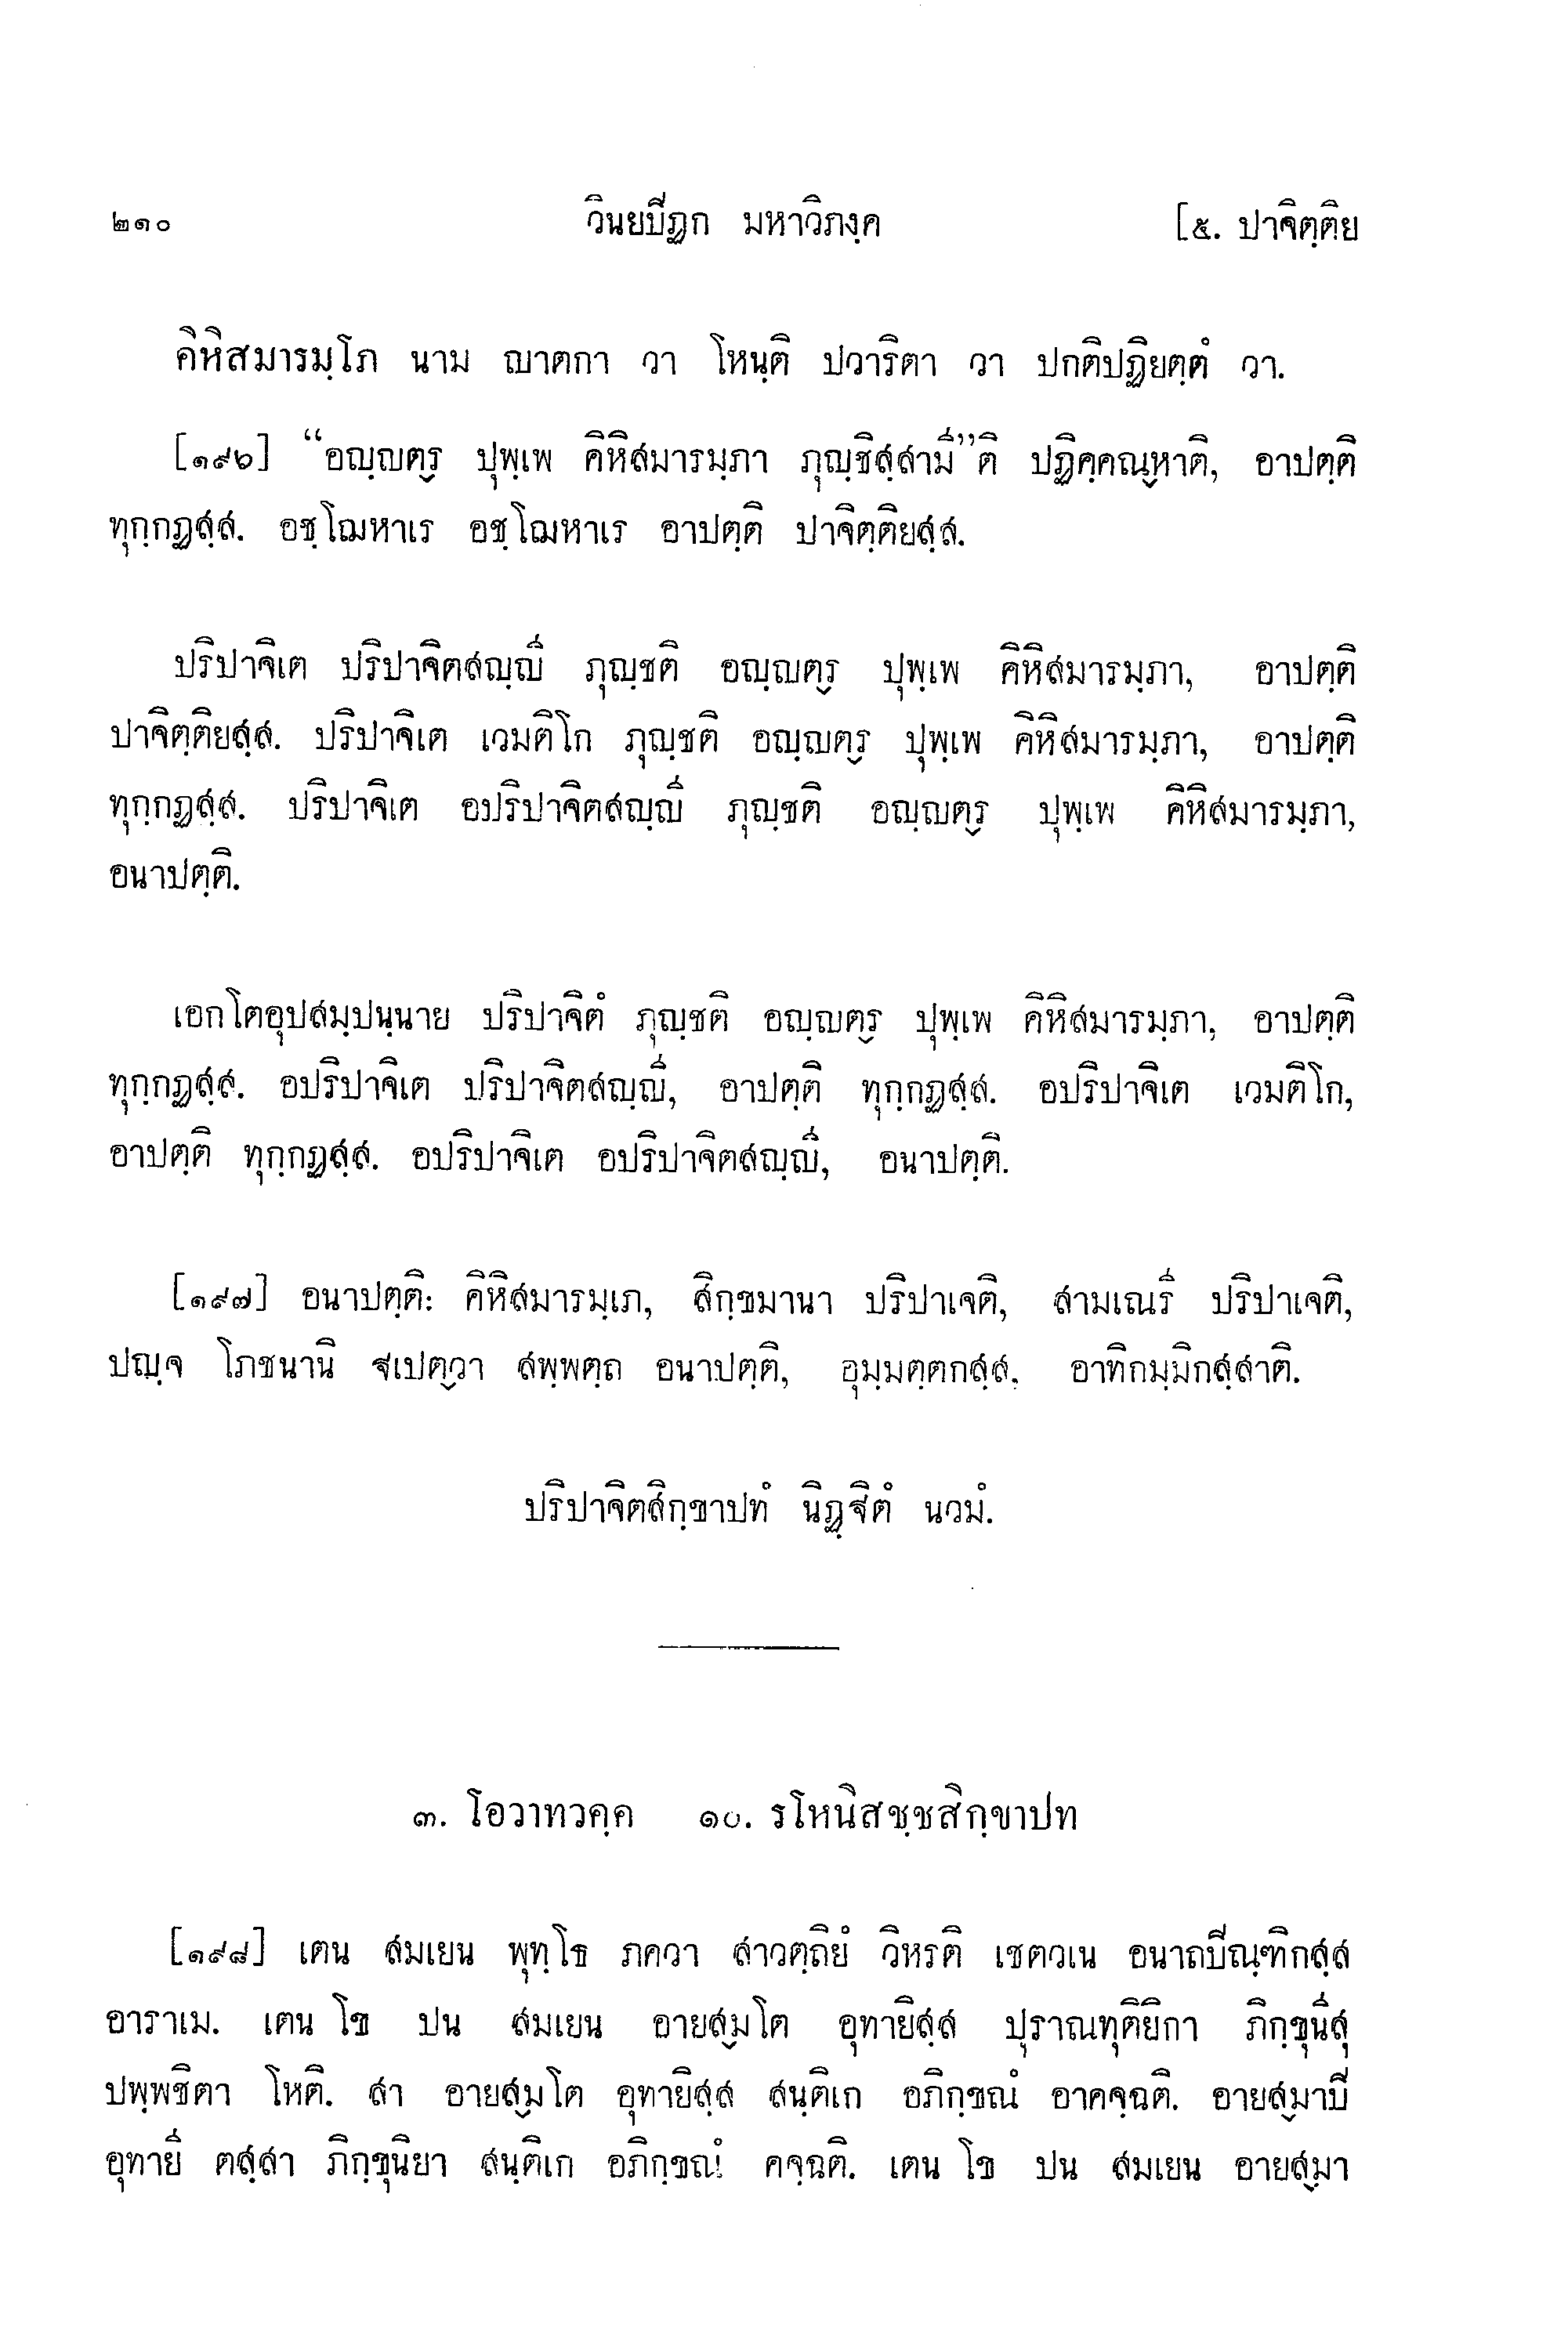 ๒๑๐ วินยปีฏก มหาวิภงฺค [๕. ปาจิตฺติย
คิหิสมารมฺโภ นาม ญาตกา วา โหนฺติ ปวาริตา วา ปกติปฏิยตฺตํ วา.
[๑๙๖] “อญฺญตฺร ปุพฺเพ คิหิสมารมฺภา ภุญฺชิสฺสามี”ติ ปฏิคฺคณฺหาติ, อาปตฺติ
ทุกฺกฏสฺส. อชฺโฌหาเร อชฺโฌหาเร อาปตฺติ ปาจิตฺติยสฺส.
ปริปาจิเต ปริปาจิตสญฺญี ภุญฺชติ อญฺญตฺร ปุพฺเพ คิหิสมารมฺภา, อาปตฺติ
ปาจิตฺติยสฺส. ปริปาจิเต เวมติโก ภุญฺชติ อญฺญตฺร ปุพฺเพ คิหิสมารมฺภา, อาปตฺติ
ทุกฺกฏสฺส. ปริปาจิเต อปริปาจิตสญฺญี ภุญฺชติ อญฺญตฺร ปุพฺเพ คิหิสมารมฺภา,
อนาปตฺติ.
เอกโตอุปสมฺปนฺนาย ปริปาจิตํ ภุญฺชติ อญฺญตฺร ปุพฺเพ คิหิสมารมฺภา, อาปตฺติ
ทุกฺกฏสฺส. อปริปาจิเต ปริปาจิตสญฺญี, อาปตฺติ ทุกฺกฏสฺส. อปริปาจิเต เวมติโก,
อาปตฺติ ทุกฺกฏสฺส. อปริปาจิเต อปริปาจิตสญฺญี, อนาปตฺติ.
[๑๙๗] อนาปตฺติ: คิหิสมารมฺเภ, สิกฺขมานา ปริปาเจติ, สามเณรี ปริปาเจติ,
ปญฺจ โภชนานิ ฐเปตฺวา สพฺพตฺถ อนาปตฺติ, อุมฺมตฺตกสฺส, อาทิกมฺมิกสฺสาติ.
ปริปาจิตสิกฺขาปทํ นิฏฺฐิตํ นวมํ.
๓. โอวาทวคฺค ๑๐. รโหนิสชฺชสิกฺขาปท
[๑๙๘] เตน สมเยน พุทฺโธ ภควา สาวตฺถิยํ วิหรติ เชตวเน อนาถปีณฺฑิกสฺส
อาราเม. เตน โข ปน สมเยน อายสฺมโต อุทายิสฺส ปุราณทุติยิกา ภิกฺขุนีสุ
ปพฺพชิตา โหติ. สา อายสฺมโต อุทายิสฺส สนฺติเก อภิกฺขณํ อาคจฺฉติ. อายสฺมาปี
อุทายี ตสฺสา ภิกฺขุนิยา สนฺติเก อภิกฺขณํ คจฺฉติ. เตน โข ปน สมเยน อายสฺมา